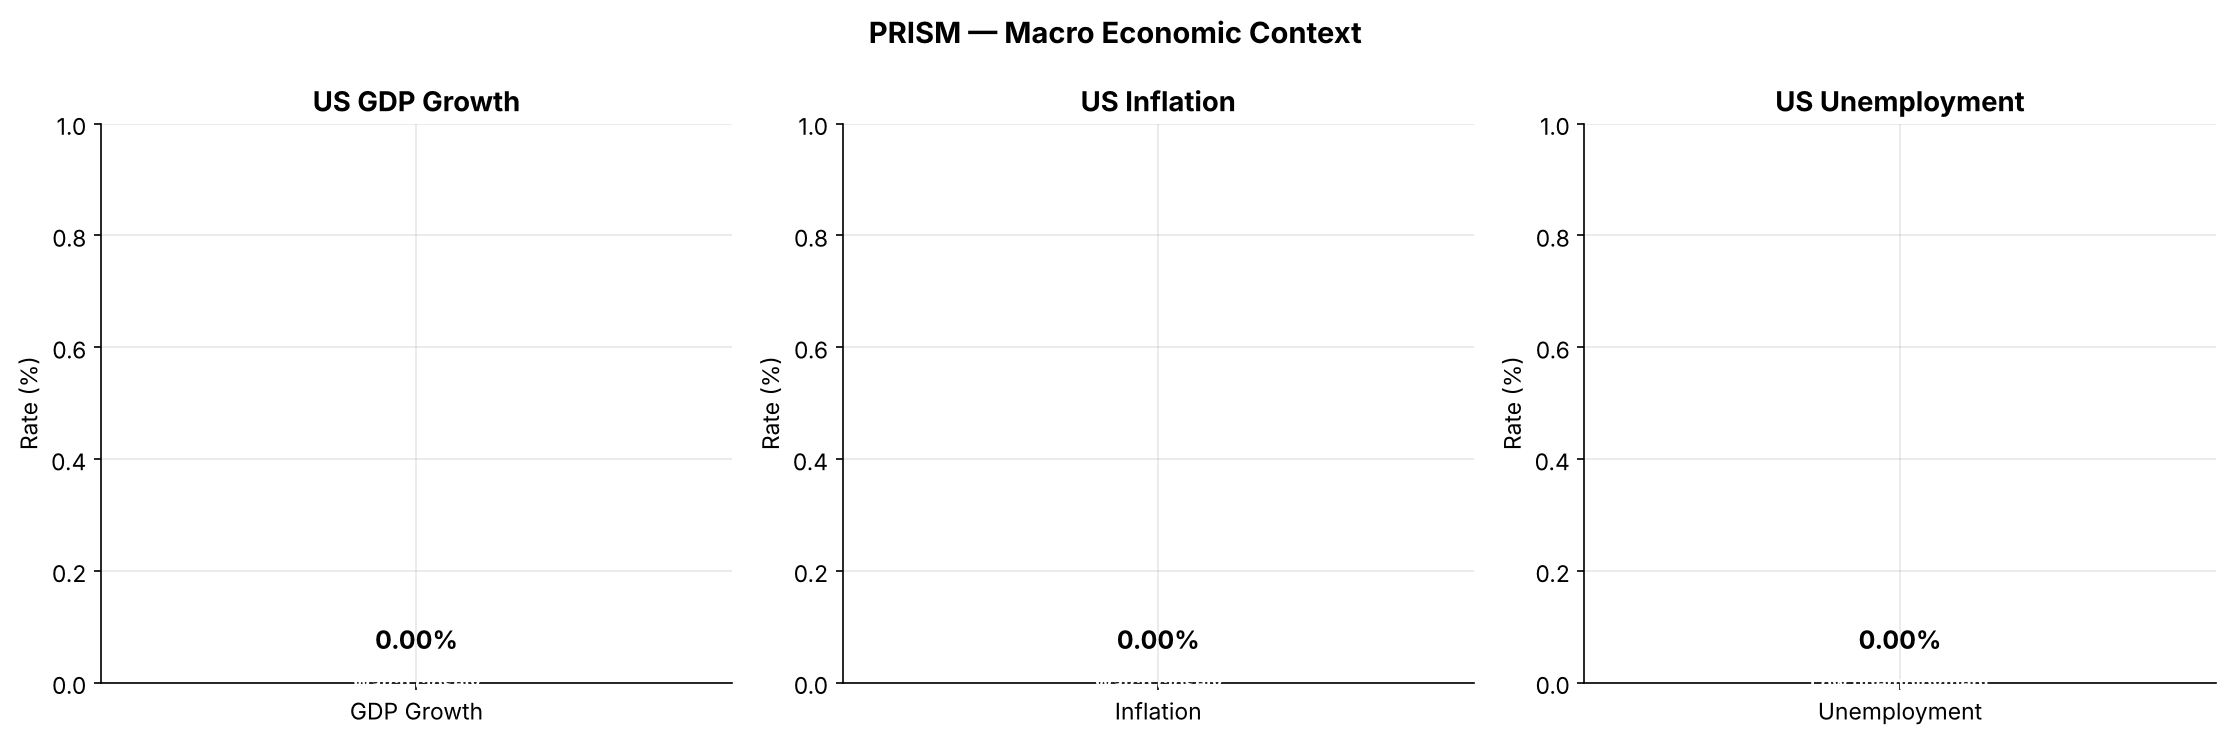 PRISM — Macro Economic Context
US GDP Growth
1.0
0.8
0.6
0.4
0.2
0.0
Rate (%)
0.00%
GDP Growth
US Inflation
1.0
0.8
0.6
0.4
0.2
0.0
Rate (%)
0.00%
Inflation
US Unemployment
1.0
0.8
0.6
0.4
0.2
0.0
Rate (%)
0.00%
Unemployment